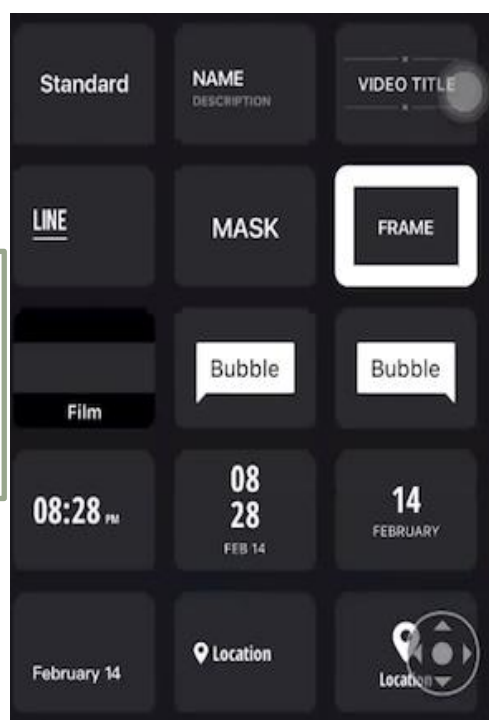 Standard
NAME
DESCRIPTION
VIDEO TITLE
LINE
MASK
FRAME
Film
Bubble
Bubble
08:28 PM
08
28
FEB 14
14
FEBRUARY
February 14
Location
Location